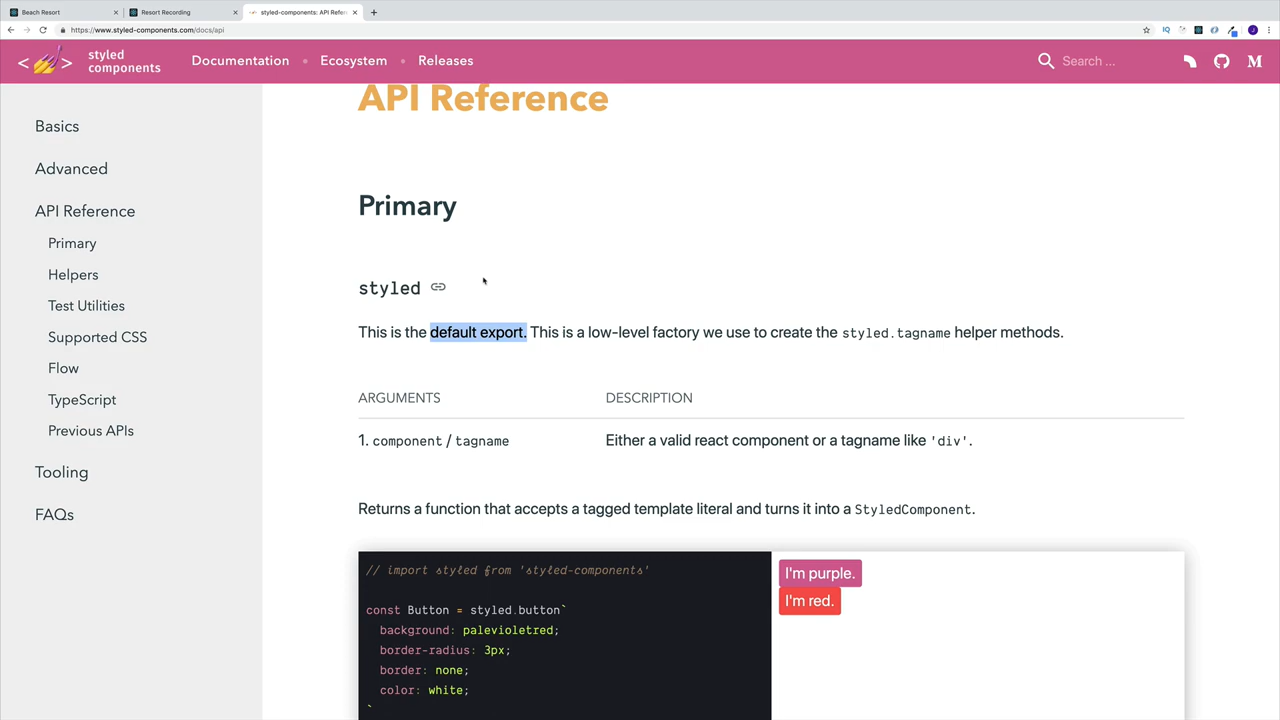 Beach Resort
Resort Recording
styled-components: API Refer
https://www.styled-components.com/docs/api
styled
components
Documentation
Ecosystem
Releases
Search ...
Basics
Advanced
API Reference
Primary
Helpers
Test Utilities
Supported CSS
Flow
TypeScript
Previous APIs
Tooling
FAQs
API Reference
Primary
styled
This is the default export. This is a low-level factory we use to create the styled.tagname helper methods.
ARGUMENTS DESCRIPTION
1. component / tagname Either a valid react component or a tagname like 'div'.
Returns a function that accepts a tagged template literal and turns it into a StyledComponent.
// import styled from 'styled-components'
const Button = styled.button`
background: palevioletred;
border-radius: 3px;
border: none;
color: white;
`
I'm purple.
I'm red.